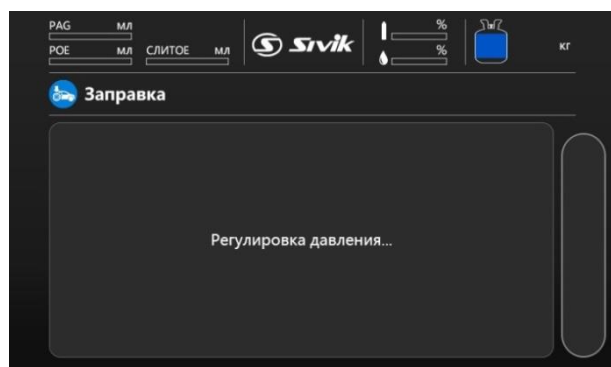 PAG мл
POE мл СЛИТОЕ мл
Sivik
%
%
кг
Заправка
Регулировка давления...